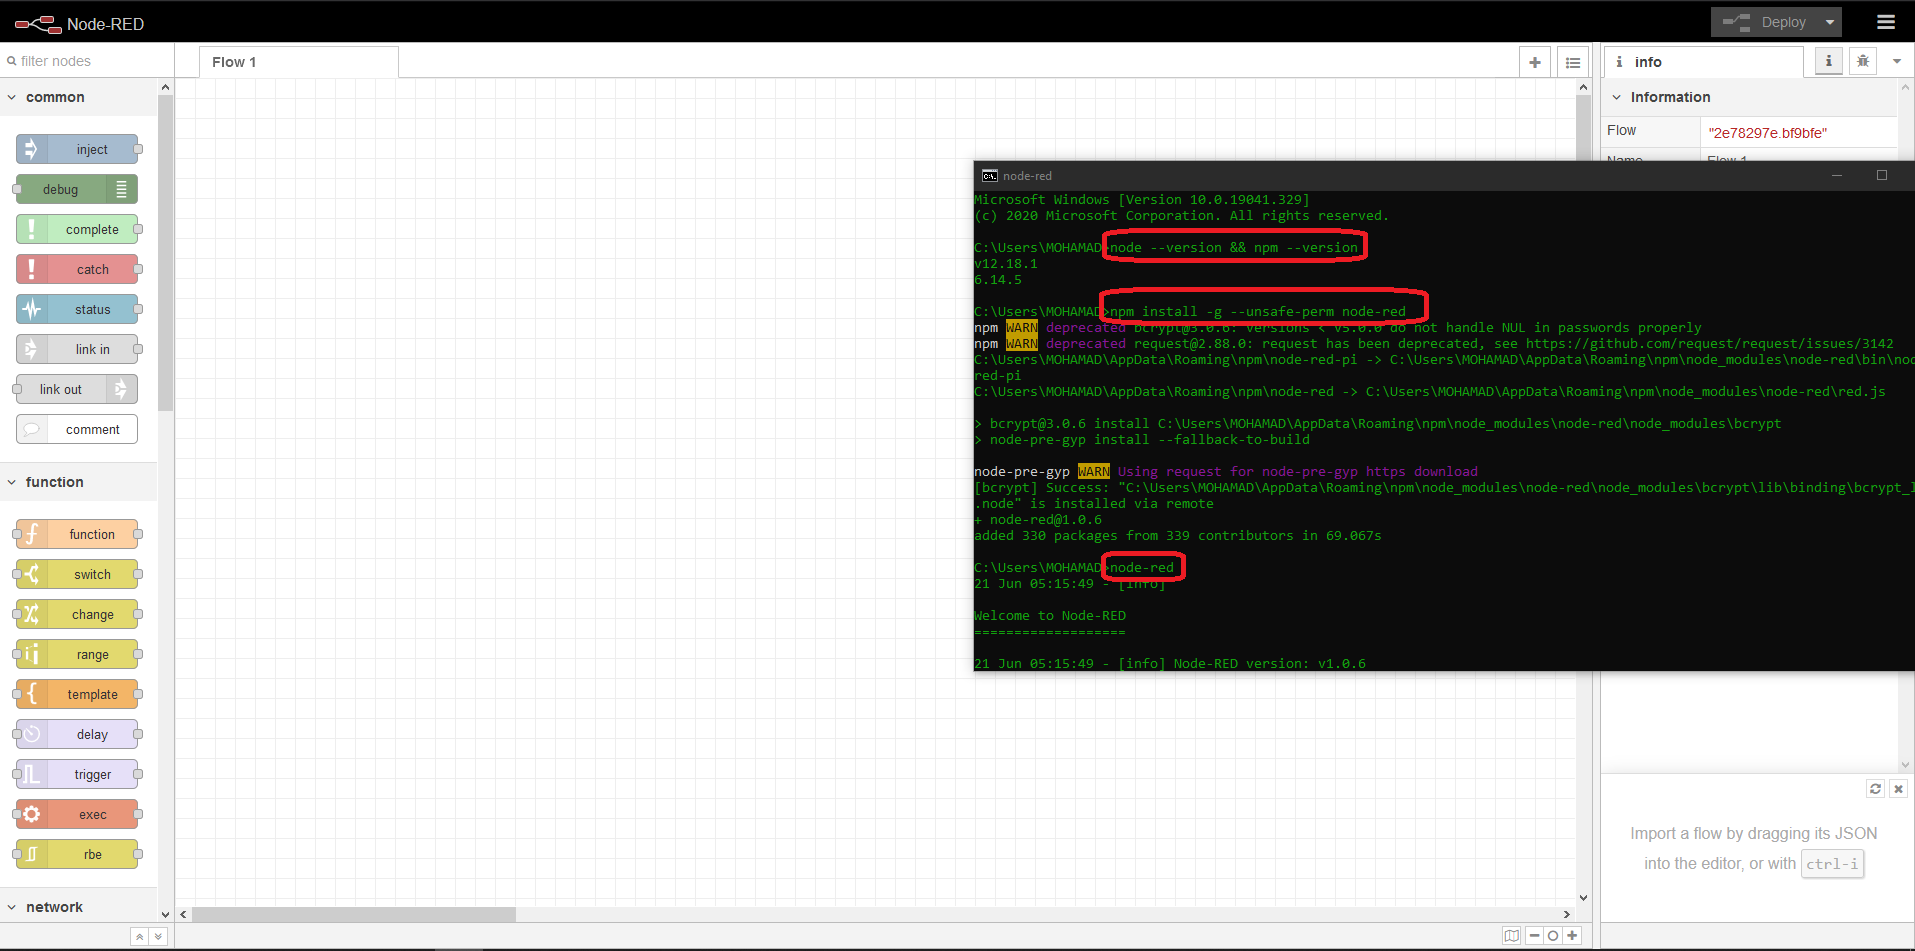 Node-RED
Deploy
filter nodes
Flow 1
info
common
Information
inject
Flow
"2e78297e.bf9bfe"
debug
complete
catch
status
link in
link out
comment
function
function
switch
change
range
template
delay
trigger
exec
rbe
network
node-red
Microsoft Windows [Version 10.0.19041.329]
(c) 2020 Microsoft Corporation. All rights reserved.
C:\Users\MOHAMAD>node --version && npm --version
v12.18.1
6.14.5
C:\Users\MOHAMAD>npm install -g --unsafe-perm node-red
npm WARN deprecated bcrypt@3.0.6: versions < v5.0.0 do not handle NUL in passwords properly
npm WARN deprecated request@2.88.0: request has been deprecated, see https://github.com/request/request/issues/3142
C:\Users\MOHAMAD\AppData\Roaming\npm\node-red-pi -> C:\Users\MOHAMAD\AppData\Roaming\npm\node_modules\node-red\bin\nod
red-pi
C:\Users\MOHAMAD\AppData\Roaming\npm\node-red -> C:\Users\MOHAMAD\AppData\Roaming\npm\node_modules\node-red\red.js
> bcrypt@3.0.6 install C:\Users\MOHAMAD\AppData\Roaming\npm\node_modules\node-red\node_modules\bcrypt
> node-pre-gyp install --fallback-to-build
node-pre-gyp WARN Using request for node-pre-gyp https download
[bcrypt] Success: "C:\Users\MOHAMAD\AppData\Roaming\npm\node_modules\node-red\node_modules\bcrypt\lib\binding\bcrypt_l
.node" is installed via remote
+ node-red@1.0.6
added 330 packages from 339 contributors in 69.067s
C:\Users\MOHAMAD>node-red
21 Jun 05:15:49 - [info]
Welcome to Node-RED
===================
21 Jun 05:15:49 - [info] Node-RED version: v1.0.6
Import a flow by dragging its JSON
into the editor, or with ctrl-i